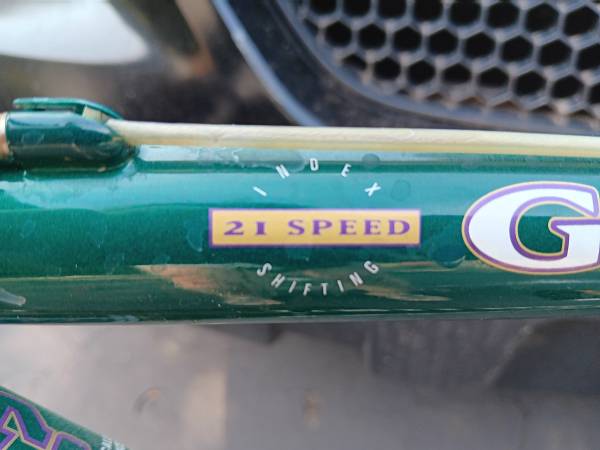 INDEX
21 SPEED
SHIFTING
G